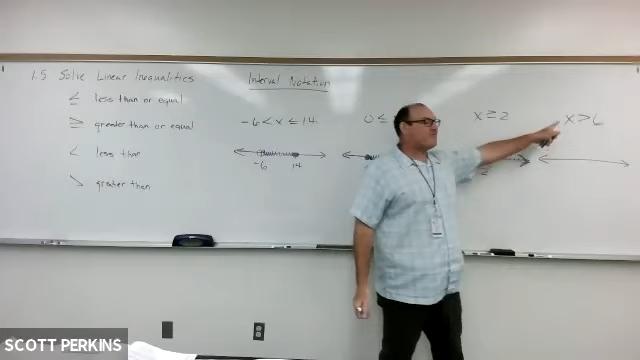 1.5 Solve Linear Inequalities
Interval Notation
≤ less than or equal
≥ greater than or equal
< less than
> greater than
-6 < x ≤ 14
0 ≤
x ≥ 2
x > 6
-6 14
2
SCOTT PERKINS